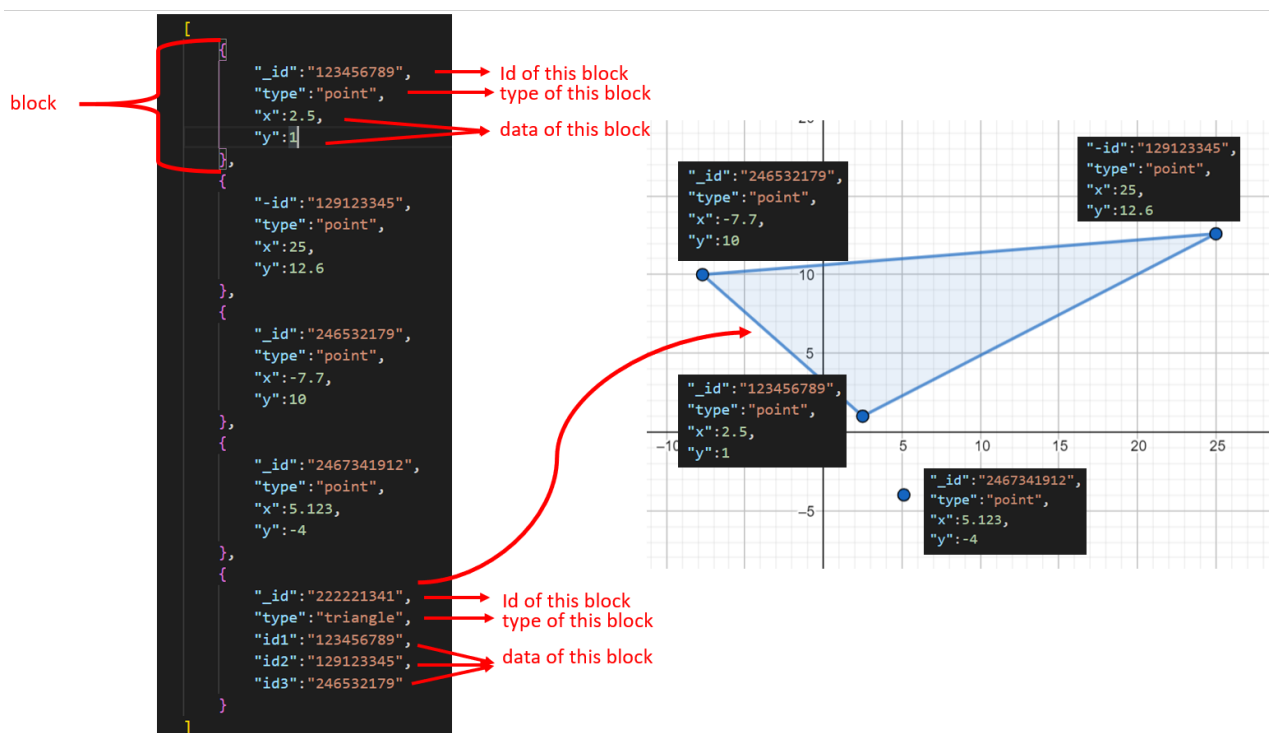 [
{
"_id":"123456789",
"type":"point",
"x":2.5,
"y":1
},
{
"-id":"129123345",
"type":"point",
"x":25,
"y":12.6
},
{
"_id":"246532179",
"type":"point",
"x":-7.7,
"y":10
},
{
"_id":"2467341912",
"type":"point",
"x":5.123,
"y":-4
},
{
"_id":"222221341",
"type":"triangle",
"id1":"123456789",
"id2":"129123345",
"id3":"246532179"
}
]
block
Id of this block
type of this block
data of this block
Id of this block
type of this block
data of this block
"_id":"246532179",
"type":"point",
"x":-7.7,
"y":10
"-id":"129123345",
"type":"point",
"x":25,
"y":12.6
"_id":"123456789",
"type":"point",
"x":2.5,
"y":1
"_id":"2467341912",
"type":"point",
"x":5.123,
"y":-4
10
5
-10 5 10 15 20 25
-5